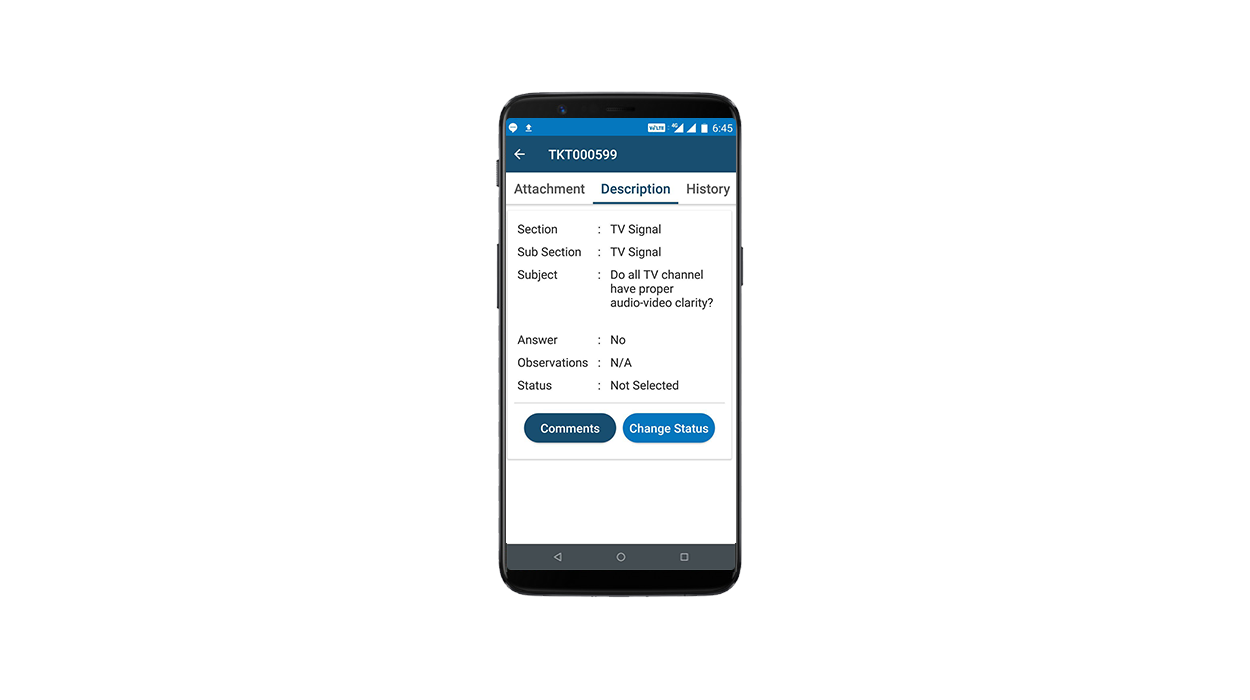 VoLTE 4G 6:45
TKT000599
Attachment Description History
Section : TV Signal
Sub Section : TV Signal
Subject : Do all TV channel
have proper
audio-video clarity?
Answer : No
Observations : N/A
Status : Not Selected
Comments Change Status